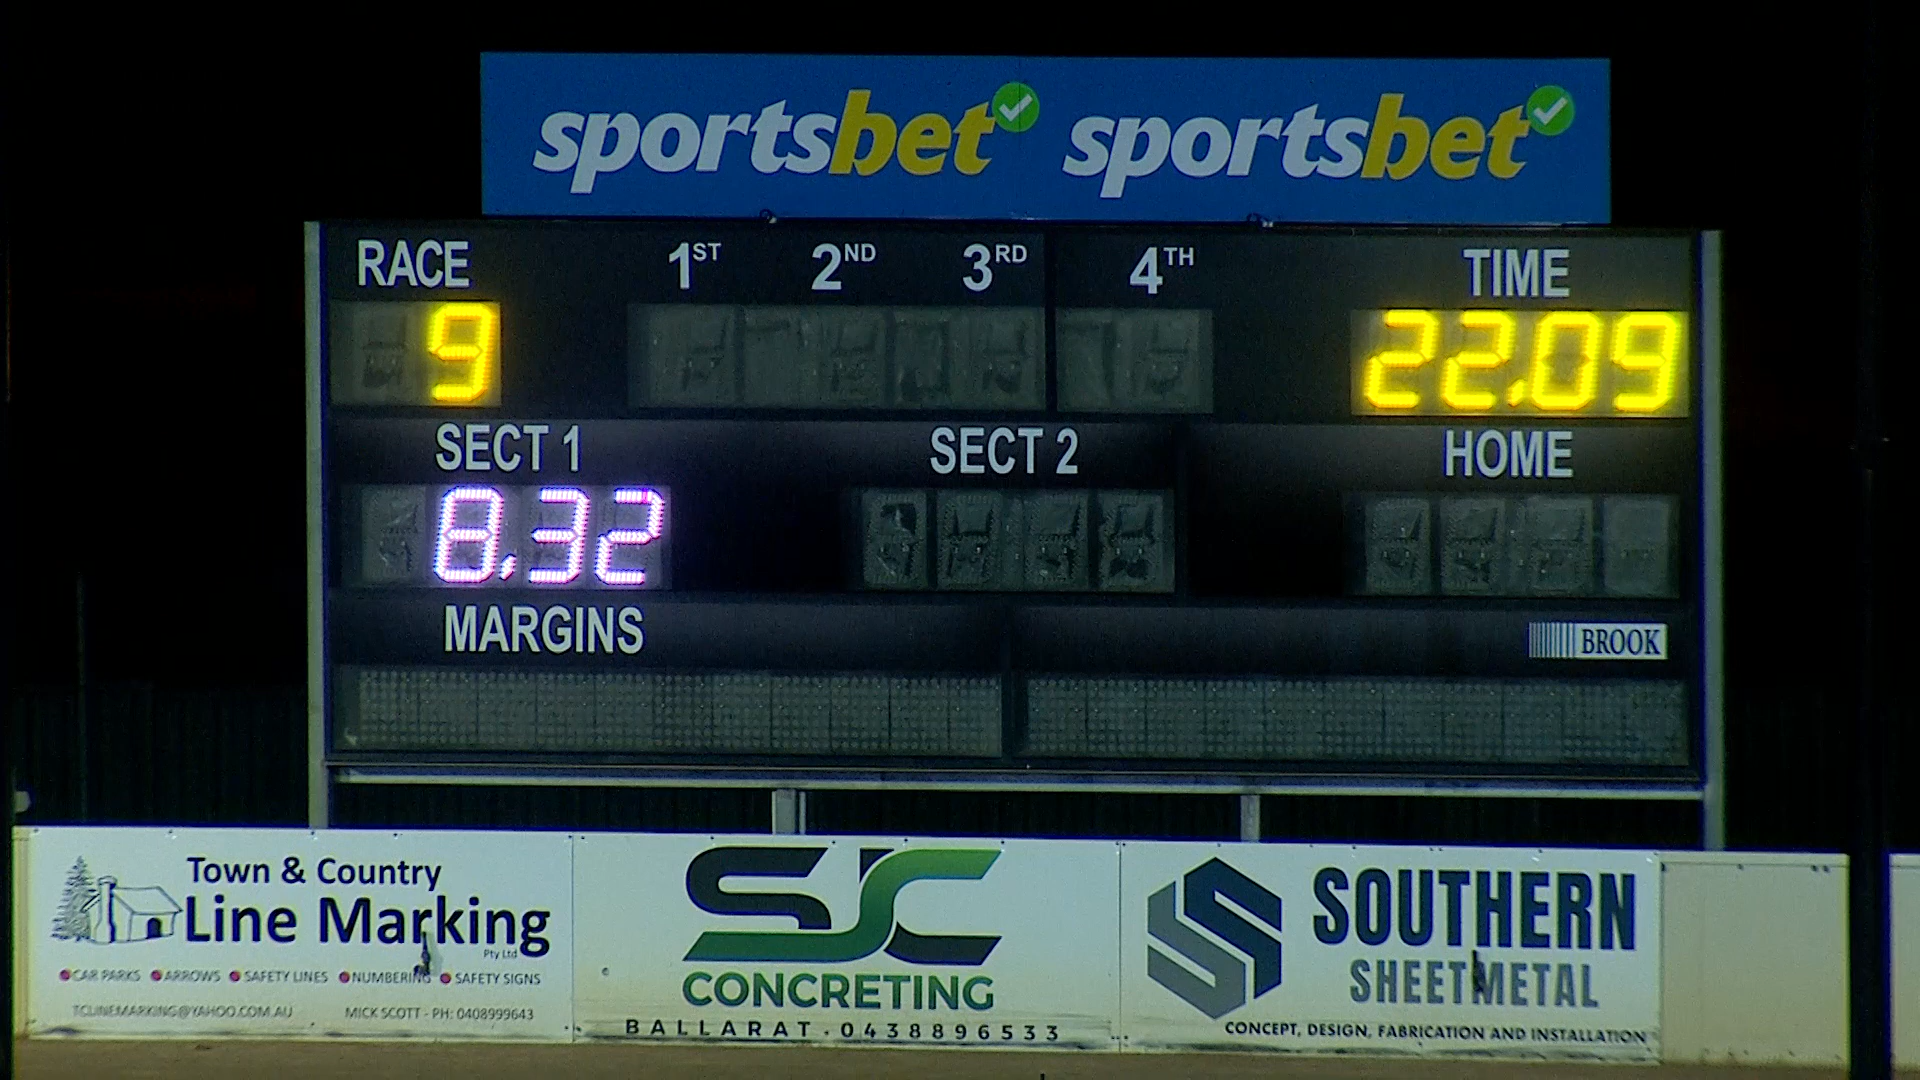 sportsbet sportsbet
RACE 1ST 2ND 3RD 4TH TIME
9 22.09
SECT 1 SECT 2 HOME
8.32
MARGINS
BROOK
Town & Country
Line Marking
Pty Ltd
CAR PARKS ARROWS SAFETY LINES NUMBERING SAFETY SIGNS
TCLINEMARKING@YAHOO.COM.AU MICK SCOTT - PH: 0408999643
SJC
CONCRETING
BALLARAT . 0438896533
SOUTHERN
SHEETMETAL
CONCEPT, DESIGN, FABRICATION AND INSTALLATION